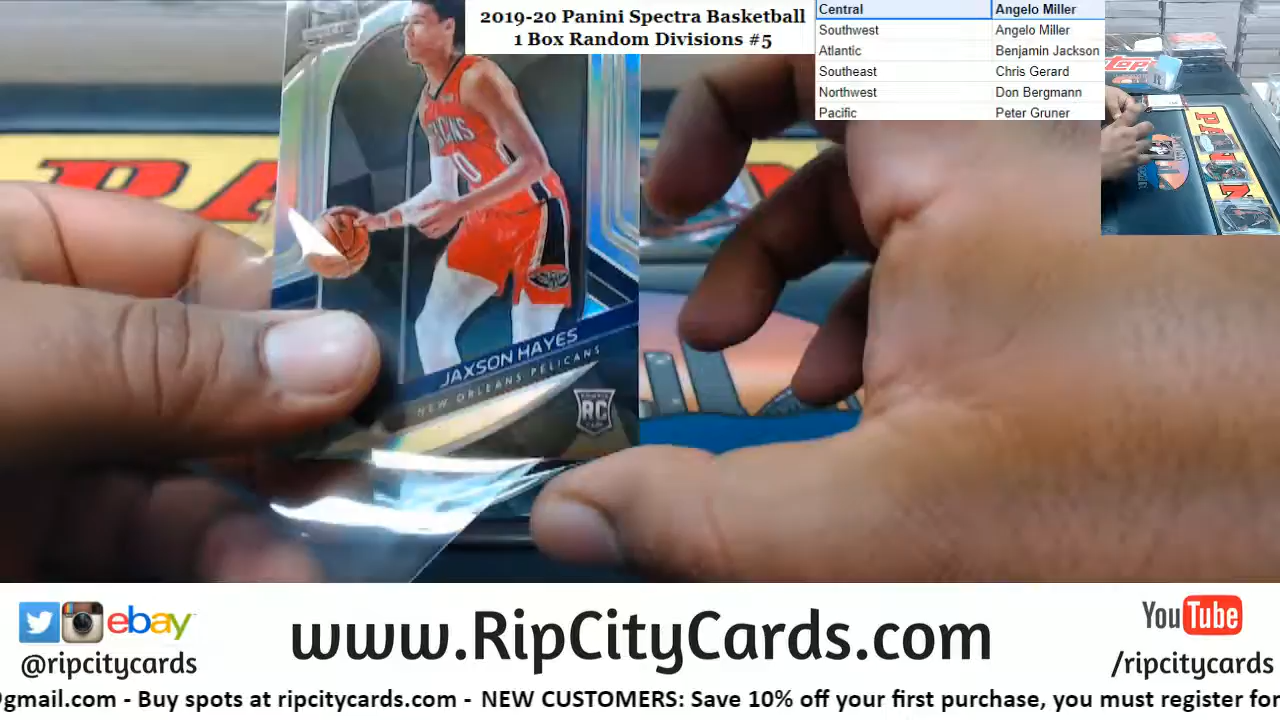 2019-20 Panini Spectra Basketball
1 Box Random Divisions #5
Central Angelo Miller
Southwest Angelo Miller
Atlantic Benjamin Jackson
Southeast Chris Gerard
Northwest Don Bergmann
Pacific Peter Gruner
JAXSON HAYES
NEW ORLEANS PELICANS
RC
ebay
@ripcitycards
www.RipCityCards.com
YouTube
/ripcitycards
@gmail.com - Buy spots at ripcitycards.com - NEW CUSTOMERS: Save 10% off your first purchase, you must register for